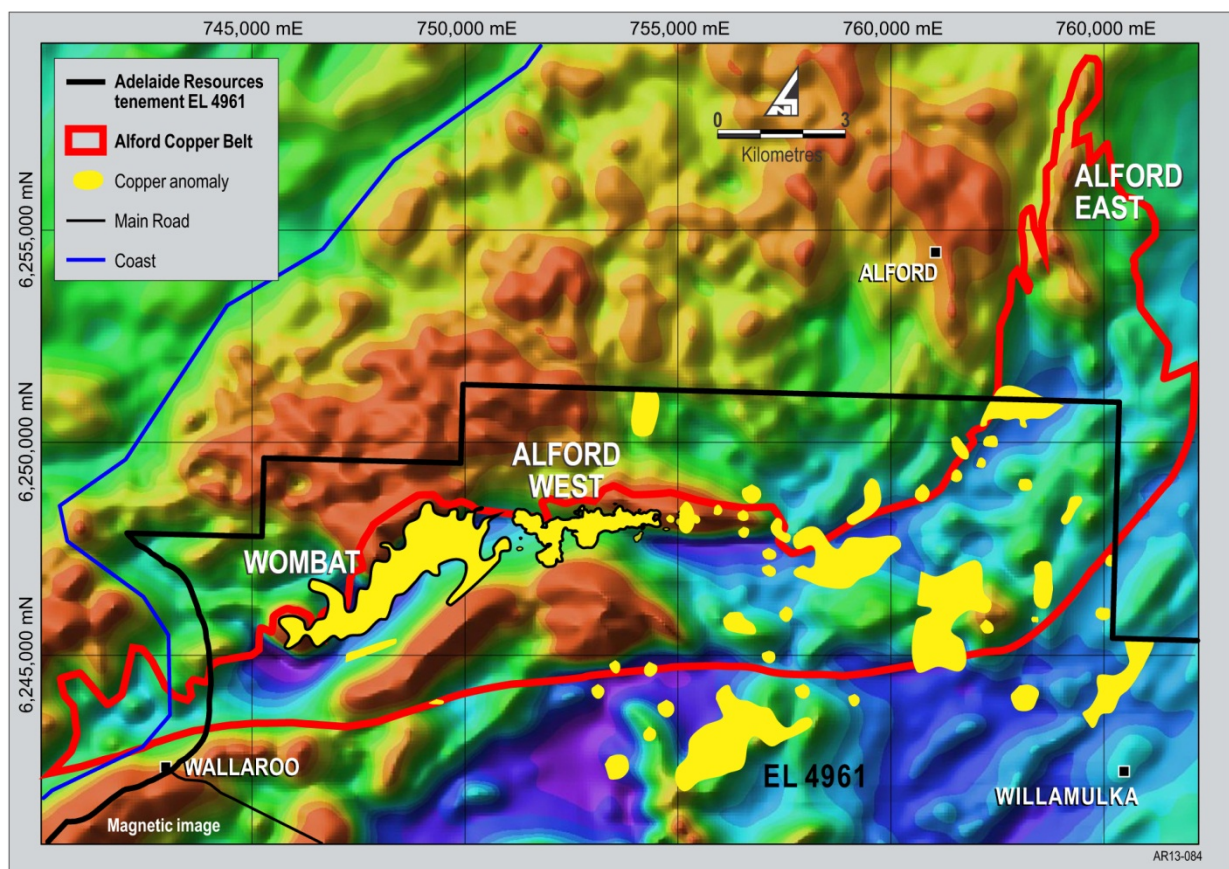 745,000 mE
750,000 mE
755,000 mE
760,000 mE
760,000 mE
Adelaide Resources
tenement EL 4961
Alford Copper Belt
Copper anomaly
Main Road
Coast
N
0
3
Kilometres
ALFORD
EAST
ALFORD
6,255,000 mN
6,250,000 mN
ALFORD
WEST
WOMBAT
6,245,000 mN
WALLAROO
EL 4961
WILLAMULKA
Magnetic image
AR13-084